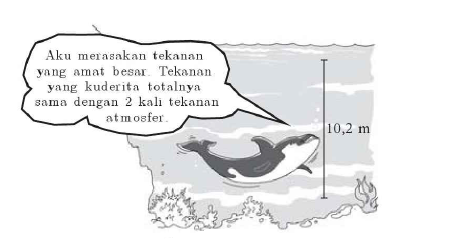 Aku merasakan tekanan
yang amat besar. Tekanan
yang kuderita totalnya
sama dengan 2 kali tekanan
atmosfer.
10,2 m